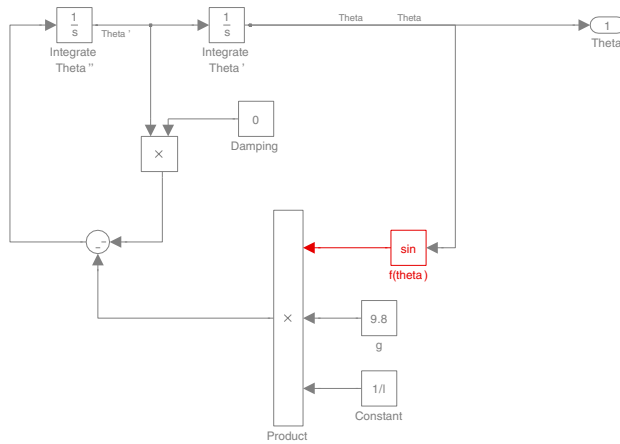 1
s
Integrate
Theta ''
Theta '
1
s
Integrate
Theta '
Theta
Theta
1
Theta
0
Damping
×
- -
sin
f(theta)
×
9.8
g
1/l
Constant
Product